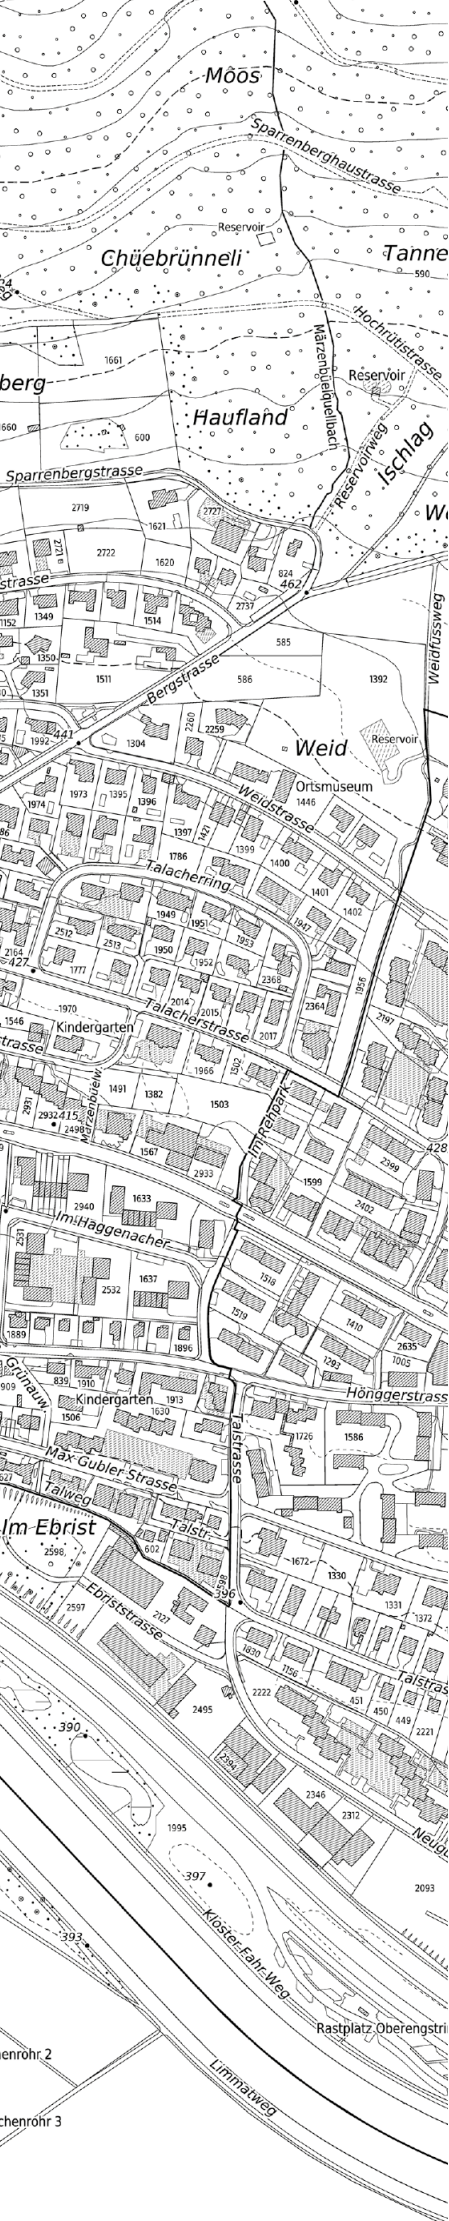 Moos
Sparrenberghaustrasse
Reservoir
Chüebrünneli
Tanne
590
Hochrütistrasse
Märzenbüelquellbach
1661
Reservoir
berg
Haufland
1660
600
Reservoirweg
Ischlag
Sparrenbergstrasse
2719
2727
1621
2721
2722
1620
824
462
strasse
1152
1349
1514
2737
Weidfussweg
585
1350
586
1392
1351
1511
Bergstrasse
2260
2259
441
1992
1304
Weid
Reservoir
Ortsmuseum
1446
1973
1395
1396
1974
Weidstrasse
1397
1421
1399
1786
1400
Talacherring
1401
1402
1949
1951
1947
2512
2513
1950
1953
1952
2164
427
1777
2368
1956
2014
2015
2364
1970
Talacherstrasse
2197
1546
Kindergarten
2017
strasse
1966
1502
1491
1382
1503
Im Rehpark
2931
2932
415
2498
1567
2933
428
2399
1599
2402
2940
1633
Im Haggenacher
2531
2532
1637
1518
1519
1410
1889
1896
2635
1005
1293
Grünauw.
839
1910
Hönggerstrass
909
Kindergarten
1913
1630
1506
Talstrasse
1726
1586
Max Gubler-Strasse
627
Talweg
Im Ebrist
Talstr.
602
2598
1672
1330
2598
396
1331
1372
2597
Ebriststrasse
2127
1830
1156
Talstras
2222
451
450
449
2221
2495
390
2394
2346
2312
1995
Neugu
397
2093
Kloster-Fahr-Weg
393
Rastplatz Oberengstri
enrohr 2
Limmatweg
chenrohr 3